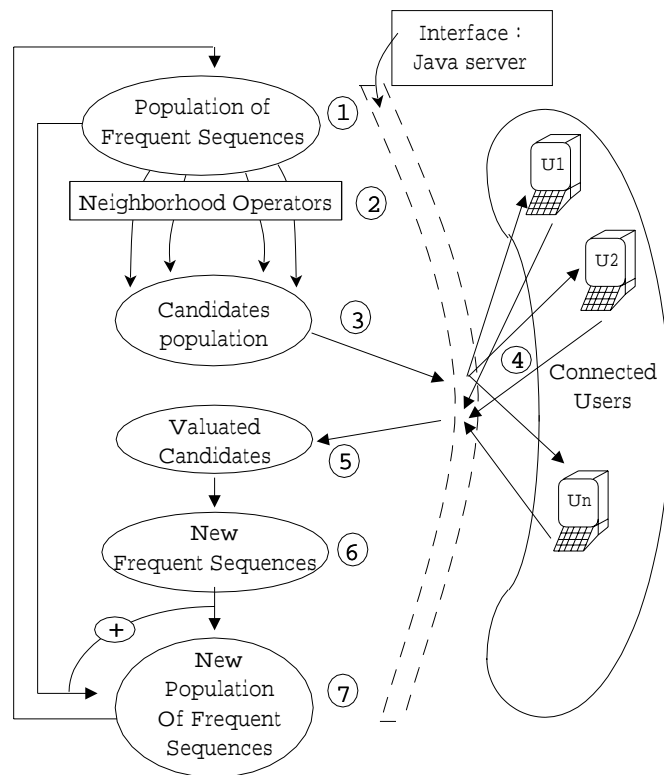 Interface :
Java server
Population of
Frequent Sequences
1
Neighborhood Operators
2
Candidates
population
3
U1
U2
4
Connected
Users
Valuated
Candidates
5
Un
New
Frequent Sequences
6
+
New
Population
Of Frequent
Sequences
7